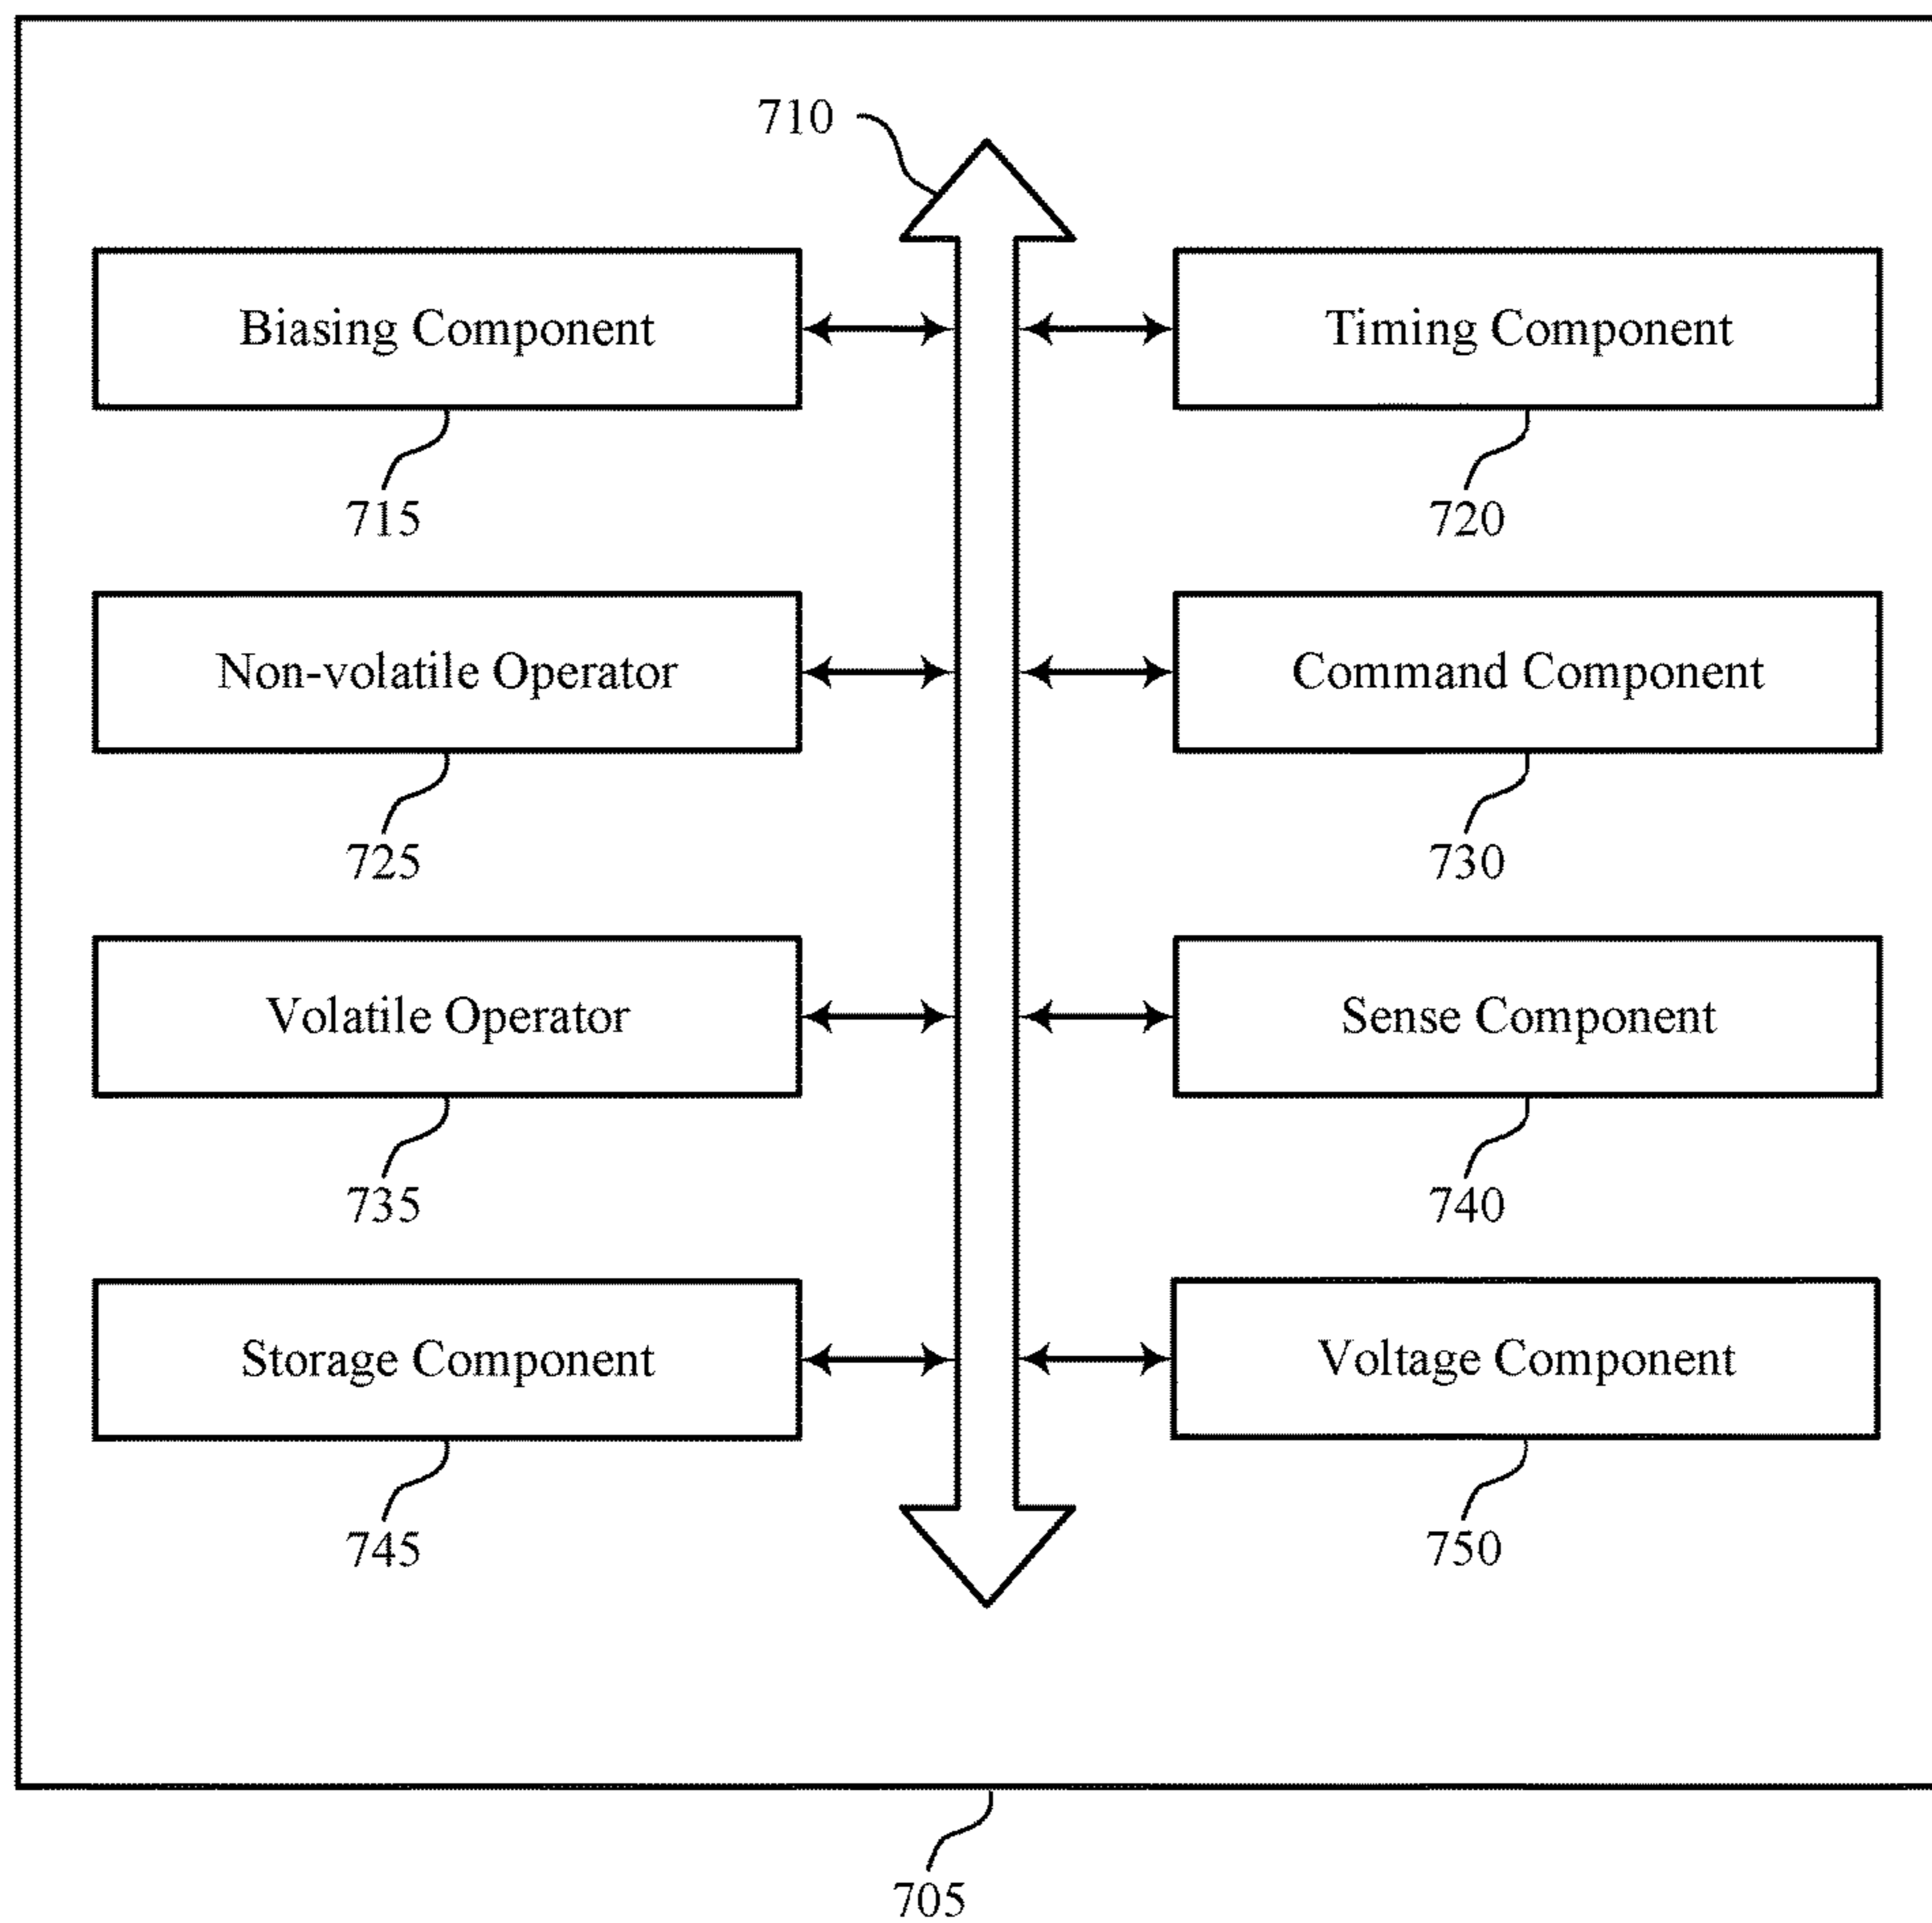 710
Biasing Component
Timing Component
715
720
Non-volatile Operator
Command Component
725
730
Volatile Operator
Sense Component
735
740
Storage Component
Voltage Component
745
750
705